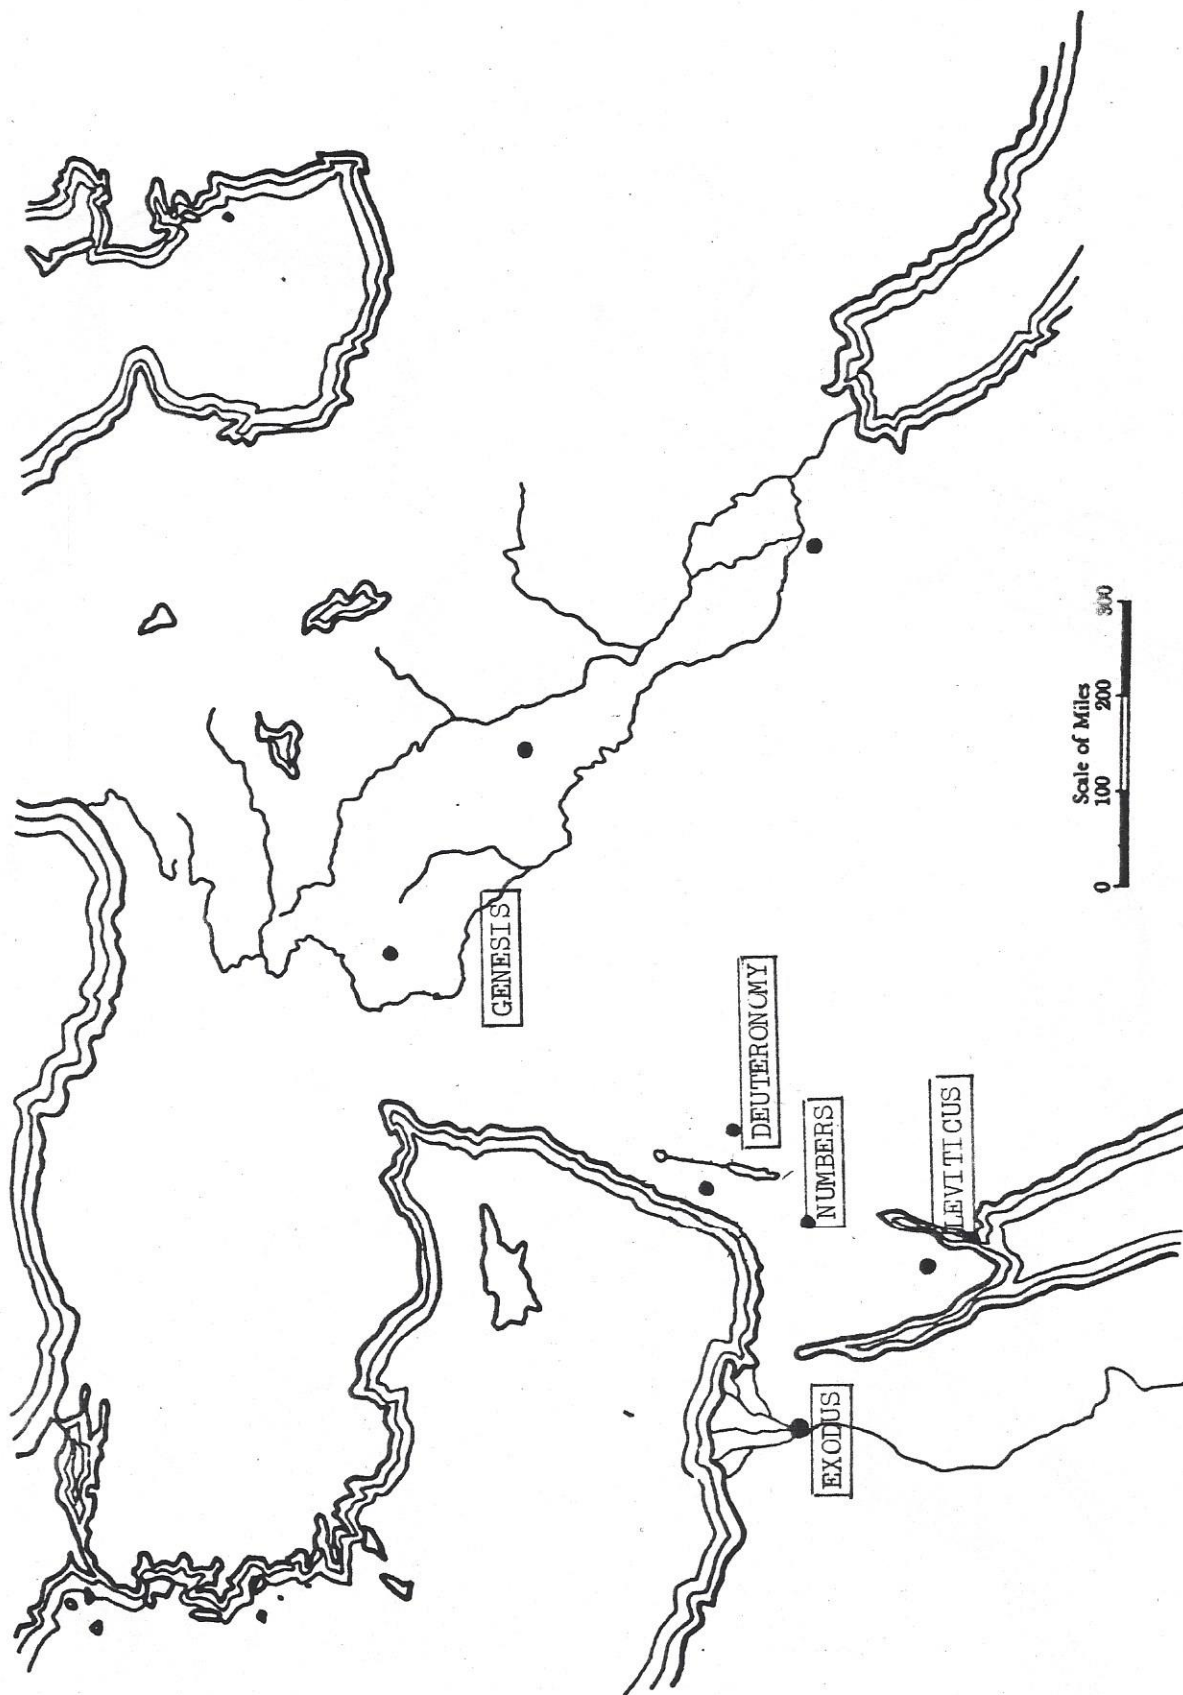 GENESIS
DEUTERONOMY
NUMBERS
LEVITICUS
EXODUS
Scale of Miles
0 100 200 300